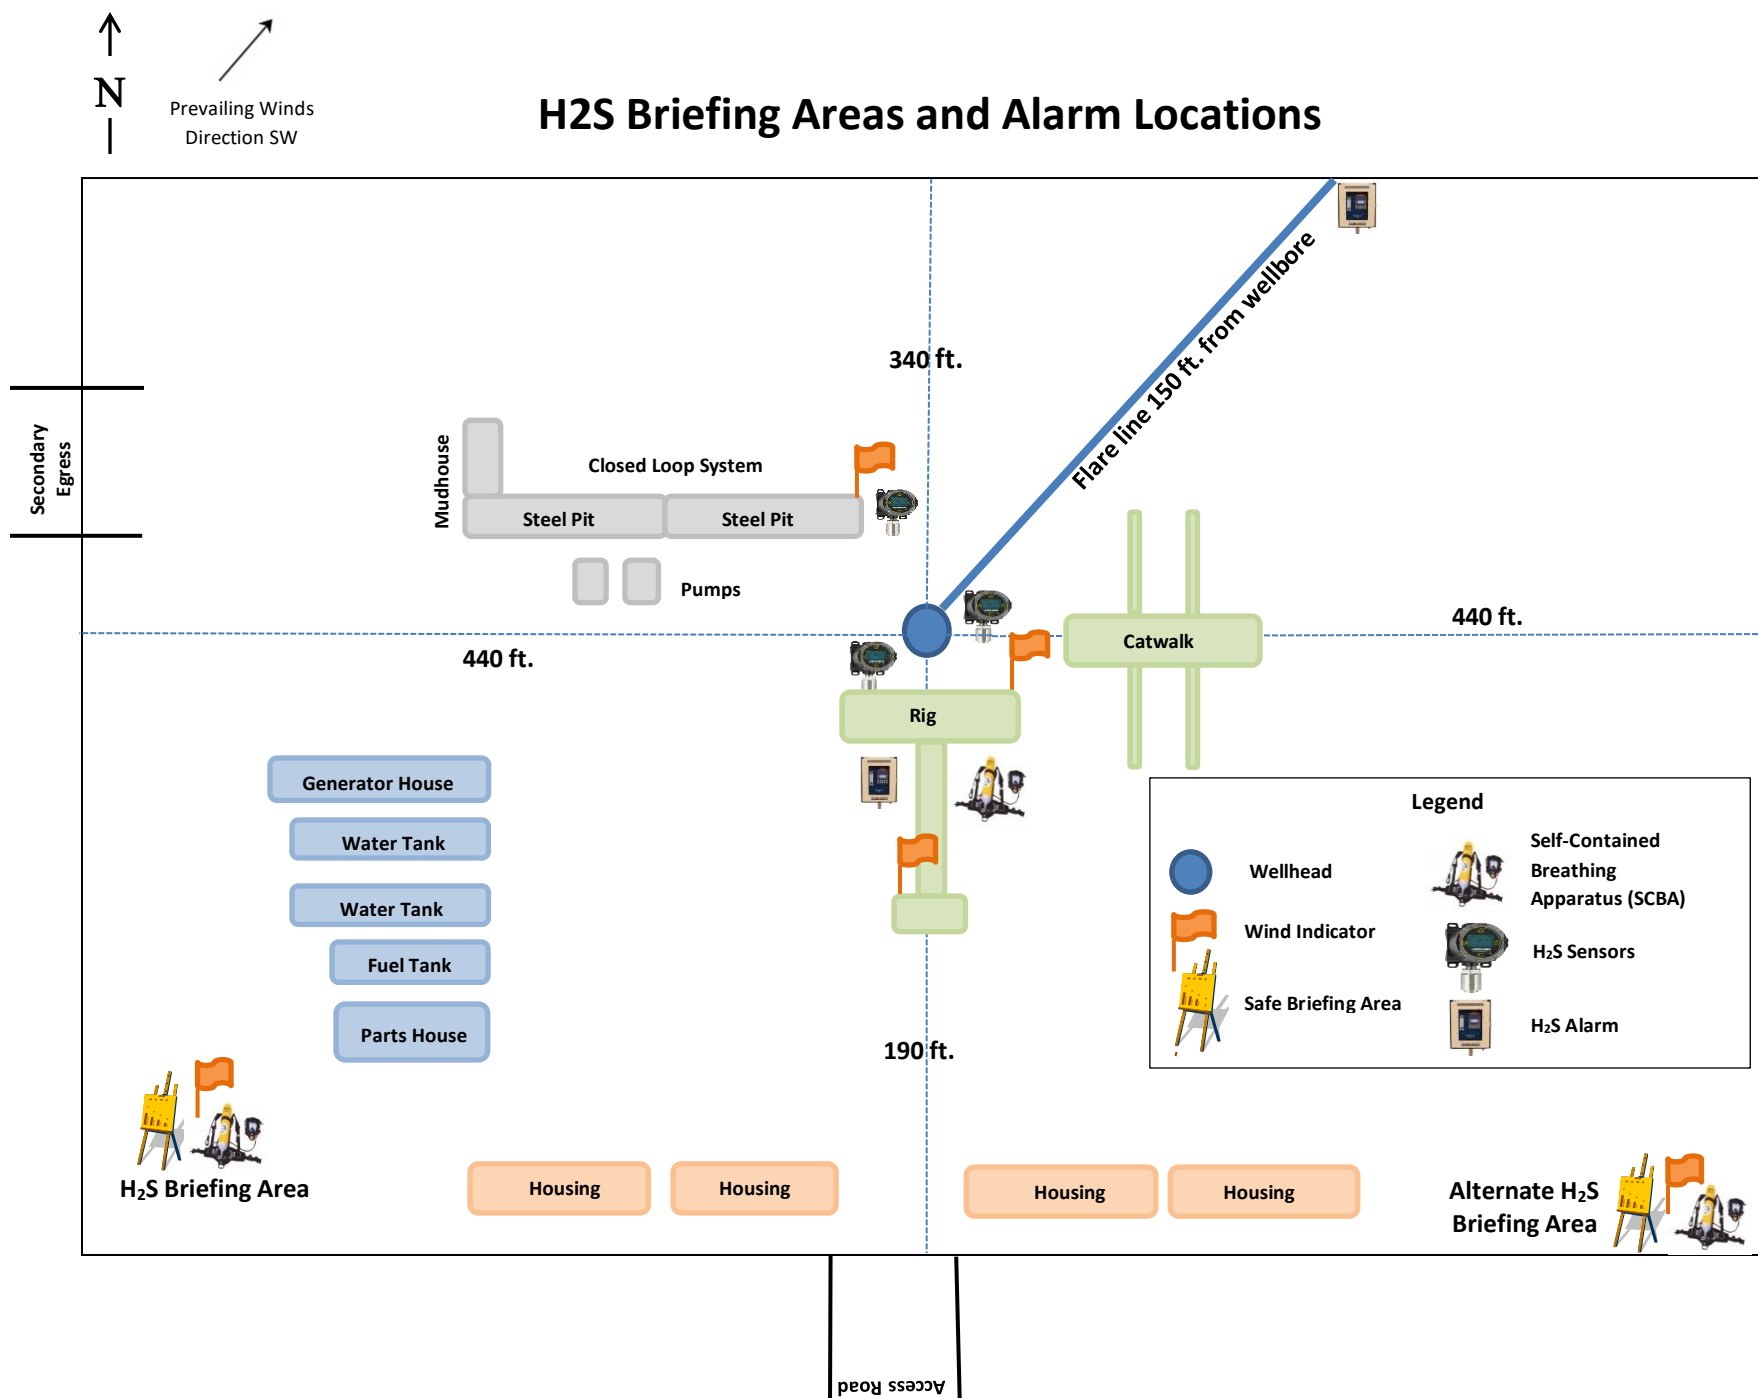 N
Prevailing Winds
Direction SW
H2S Briefing Areas and Alarm Locations
340 ft.
Flare line 150 ft. from wellbore
Secondary
Egress
Mudhouse
Closed Loop System
Steel Pit
Steel Pit
Pumps
440 ft.
440 ft.
Catwalk
Rig
Generator House
Water Tank
Water Tank
Fuel Tank
Parts House
190 ft.
Legend
Wellhead
Wind Indicator
Safe Briefing Area
Self-Contained
Breathing
Apparatus (SCBA)
H₂S Sensors
H₂S Alarm
H₂S Briefing Area
Housing
Housing
Housing
Housing
Alternate H₂S
Briefing Area
Access Road